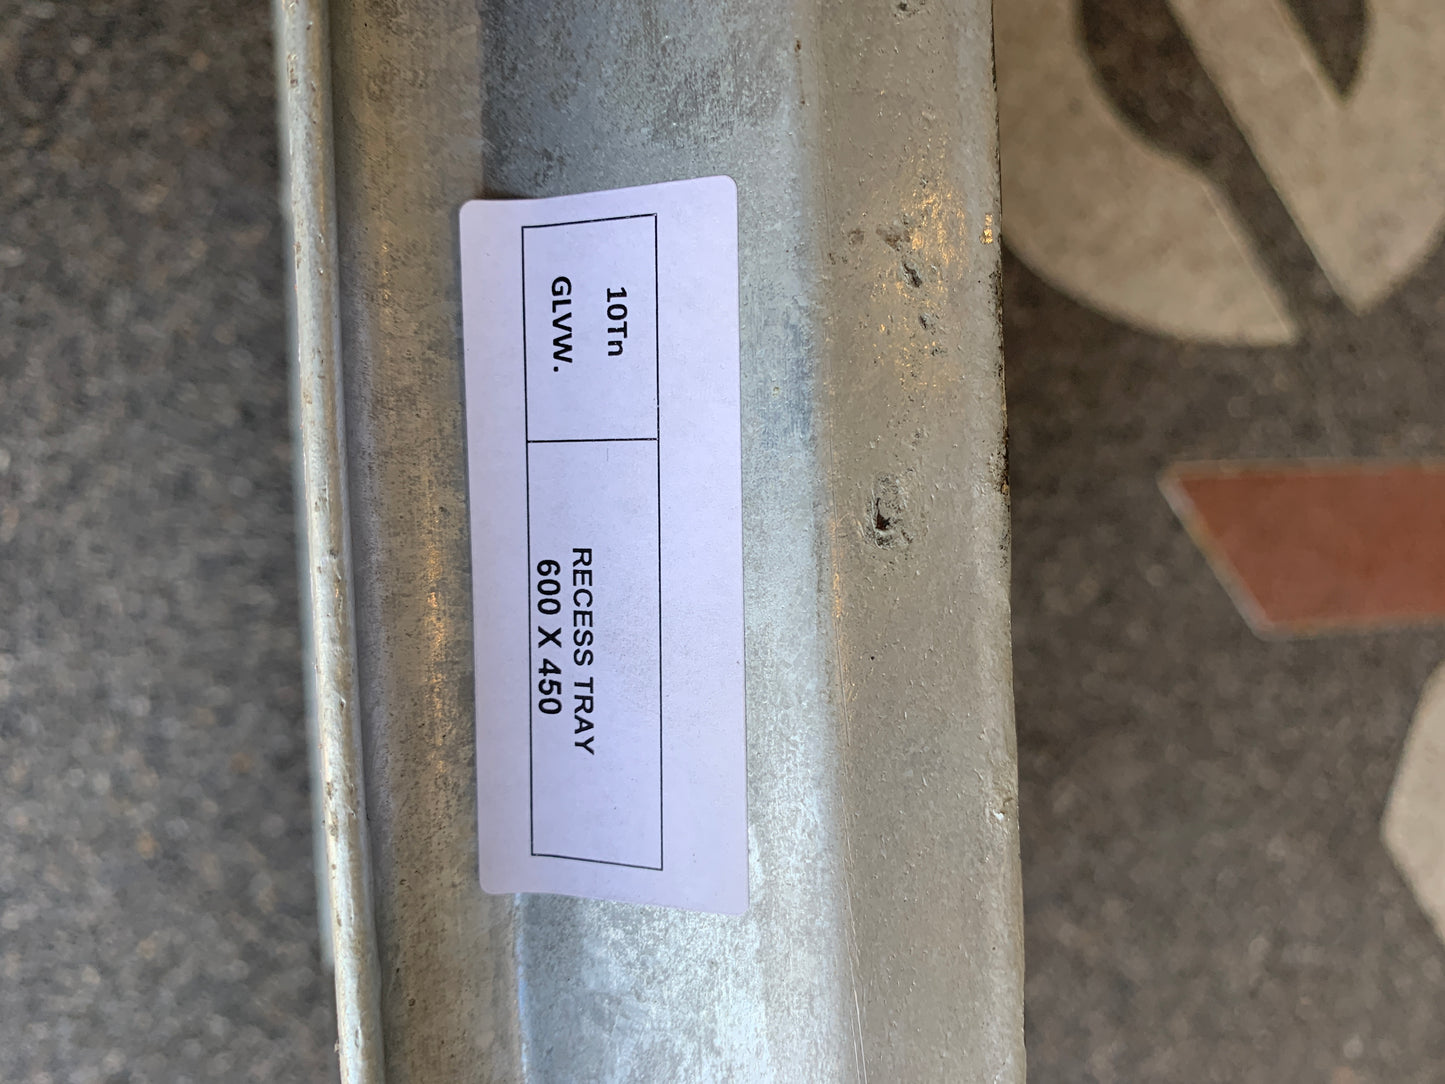 10Tn
GLVW.
RECESS TRAY
600 X 450